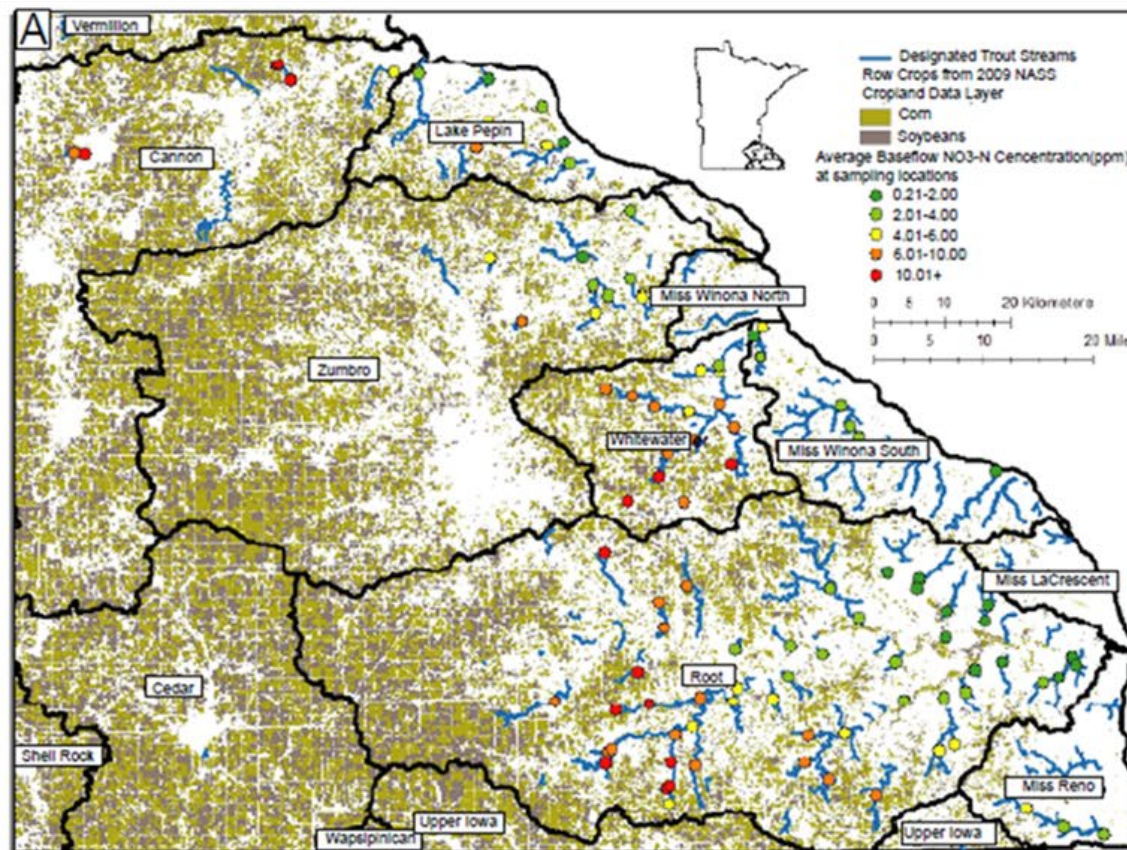 A
Vermillion
Designated Trout Streams
Row Crops from 2009 NASS
Cropland Data Layer
Corn
Soybeans
Average Baseflow NO3-N Cencentration(ppm)
at sampling locations
0.21-2.00
2.01-4.00
4.01-6.00
6.01-10.00
10.01+
0 5 10 20 Kilometers
0 5 10 20 Mile
Lake Pepin
Cannon
Miss Winona North
Zumbro
Whitewater
Miss Winona South
Miss LaCrescent
Root
Cedar
Shell Rock
Miss Reno
Upper Iowa
Upper Iowa
Wapsipinican